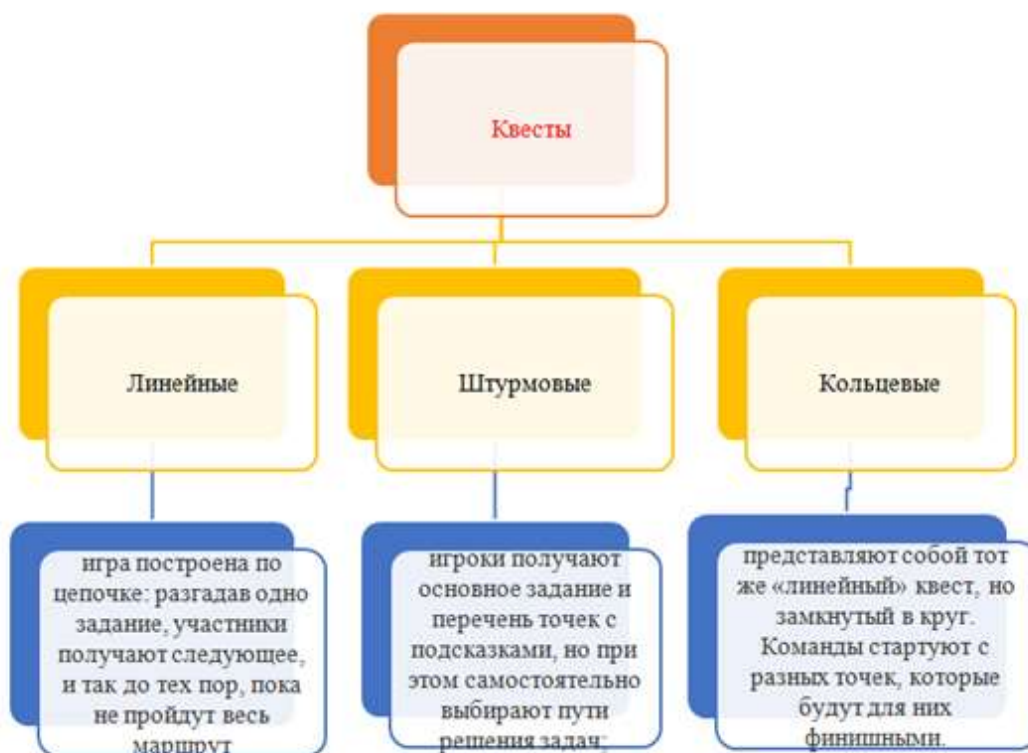 Квесты
Линейные
Штурмовые
Кольцевые
игра построена по
цепочке: разгадав одно
задание, участники
получают следующее,
и так до тех пор, пока
не пройдут весь
маршрут
игроки получают
основное задание и
перечень точек с
подсказками, но при
этом самостоятельно
выбирают пути
решения задач;
представляют собой тот
же «линейный» квест, но
замкнутый в круг.
Команды стартуют с
разных точек, которые
будут для них
финишными.